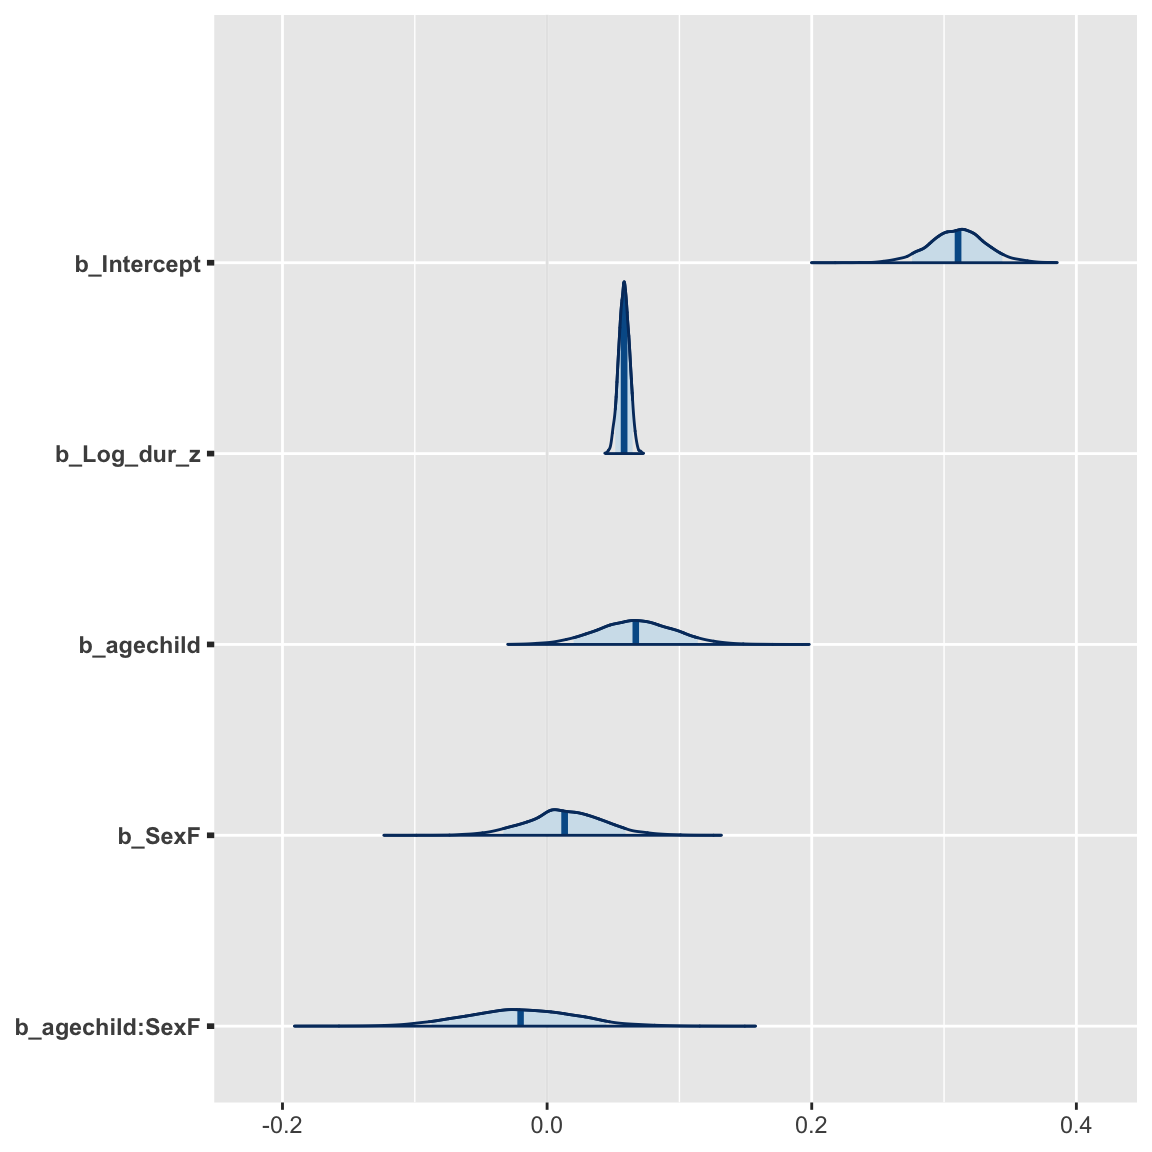 b_Intercept
b_Log_dur_z
b_agechild
b_SexF
b_agechild:SexF
-0.2 0.0 0.2 0.4